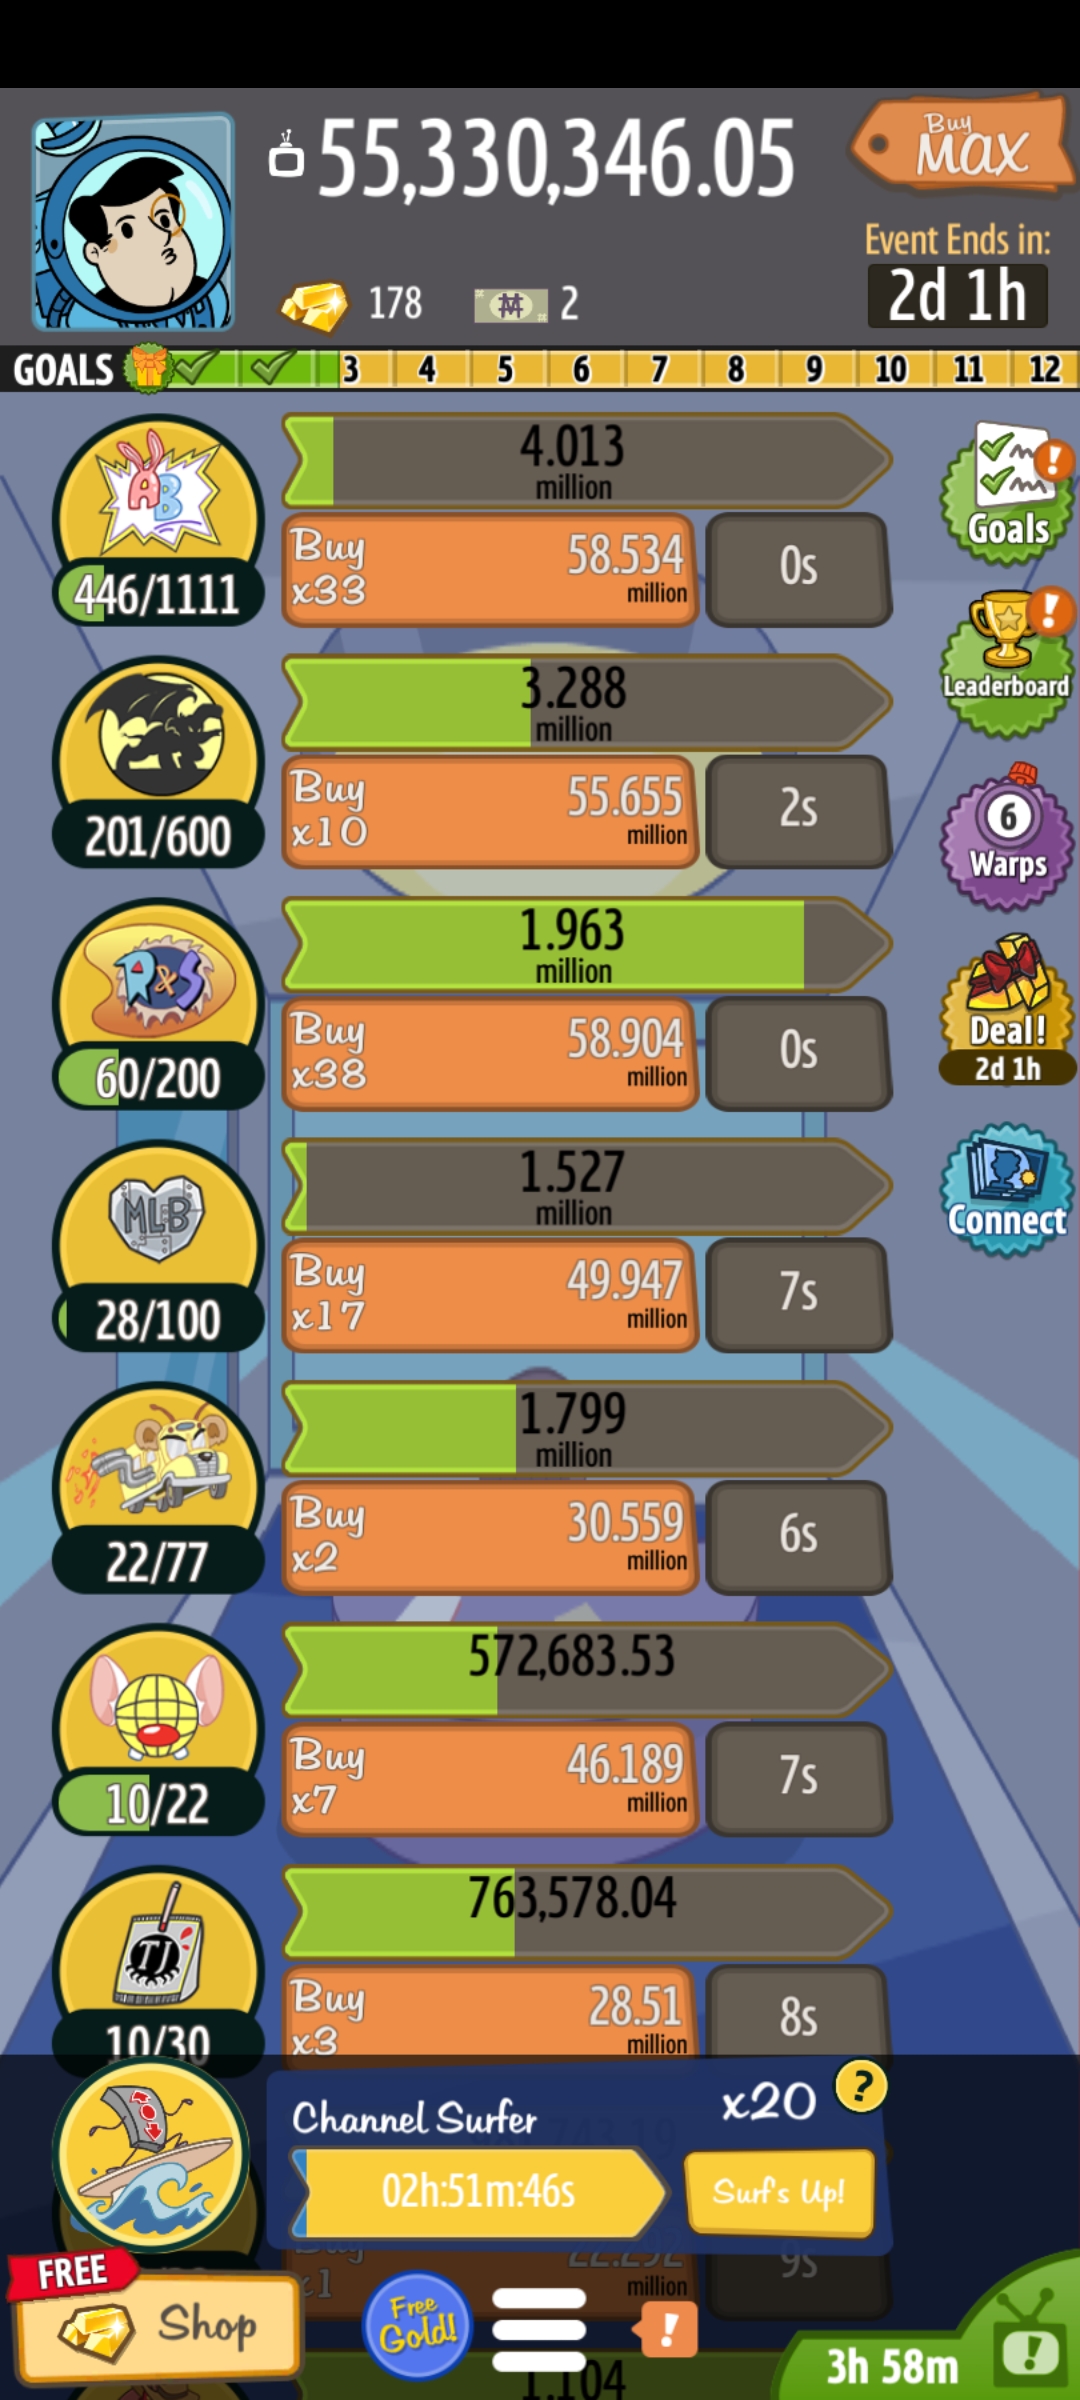 55,330,346.05
Buy
MAX
Event Ends in:
2d 1h
178
2
GOALS 3 4 5 6 7 8 9 10 11 12
AB
446/1111
4.013
million
Buy
x33
58.534
million
0s
Goals
201/600
3.288
million
Buy
x10
55.655
million
2s
Leaderboard
R&S
60/200
1.963
million
Buy
x38
58.904
million
0s
6
Warps
Deal!
2d 1h
MLB
28/100
1.527
million
Buy
x17
49.947
million
7s
Connect
22/77
1.799
million
Buy
x2
30.559
million
6s
10/22
572,683.53
Buy
x7
46.189
million
7s
TJ
10/30
763,578.04
Buy
x3
28.51
million
8s
Channel Surfer
x20
?
02h:51m:46s
Surf's Up!
Buy
x1
22.292
million
9s
FREE
Shop
Free
Gold!
!
1.104
3h 58m
!